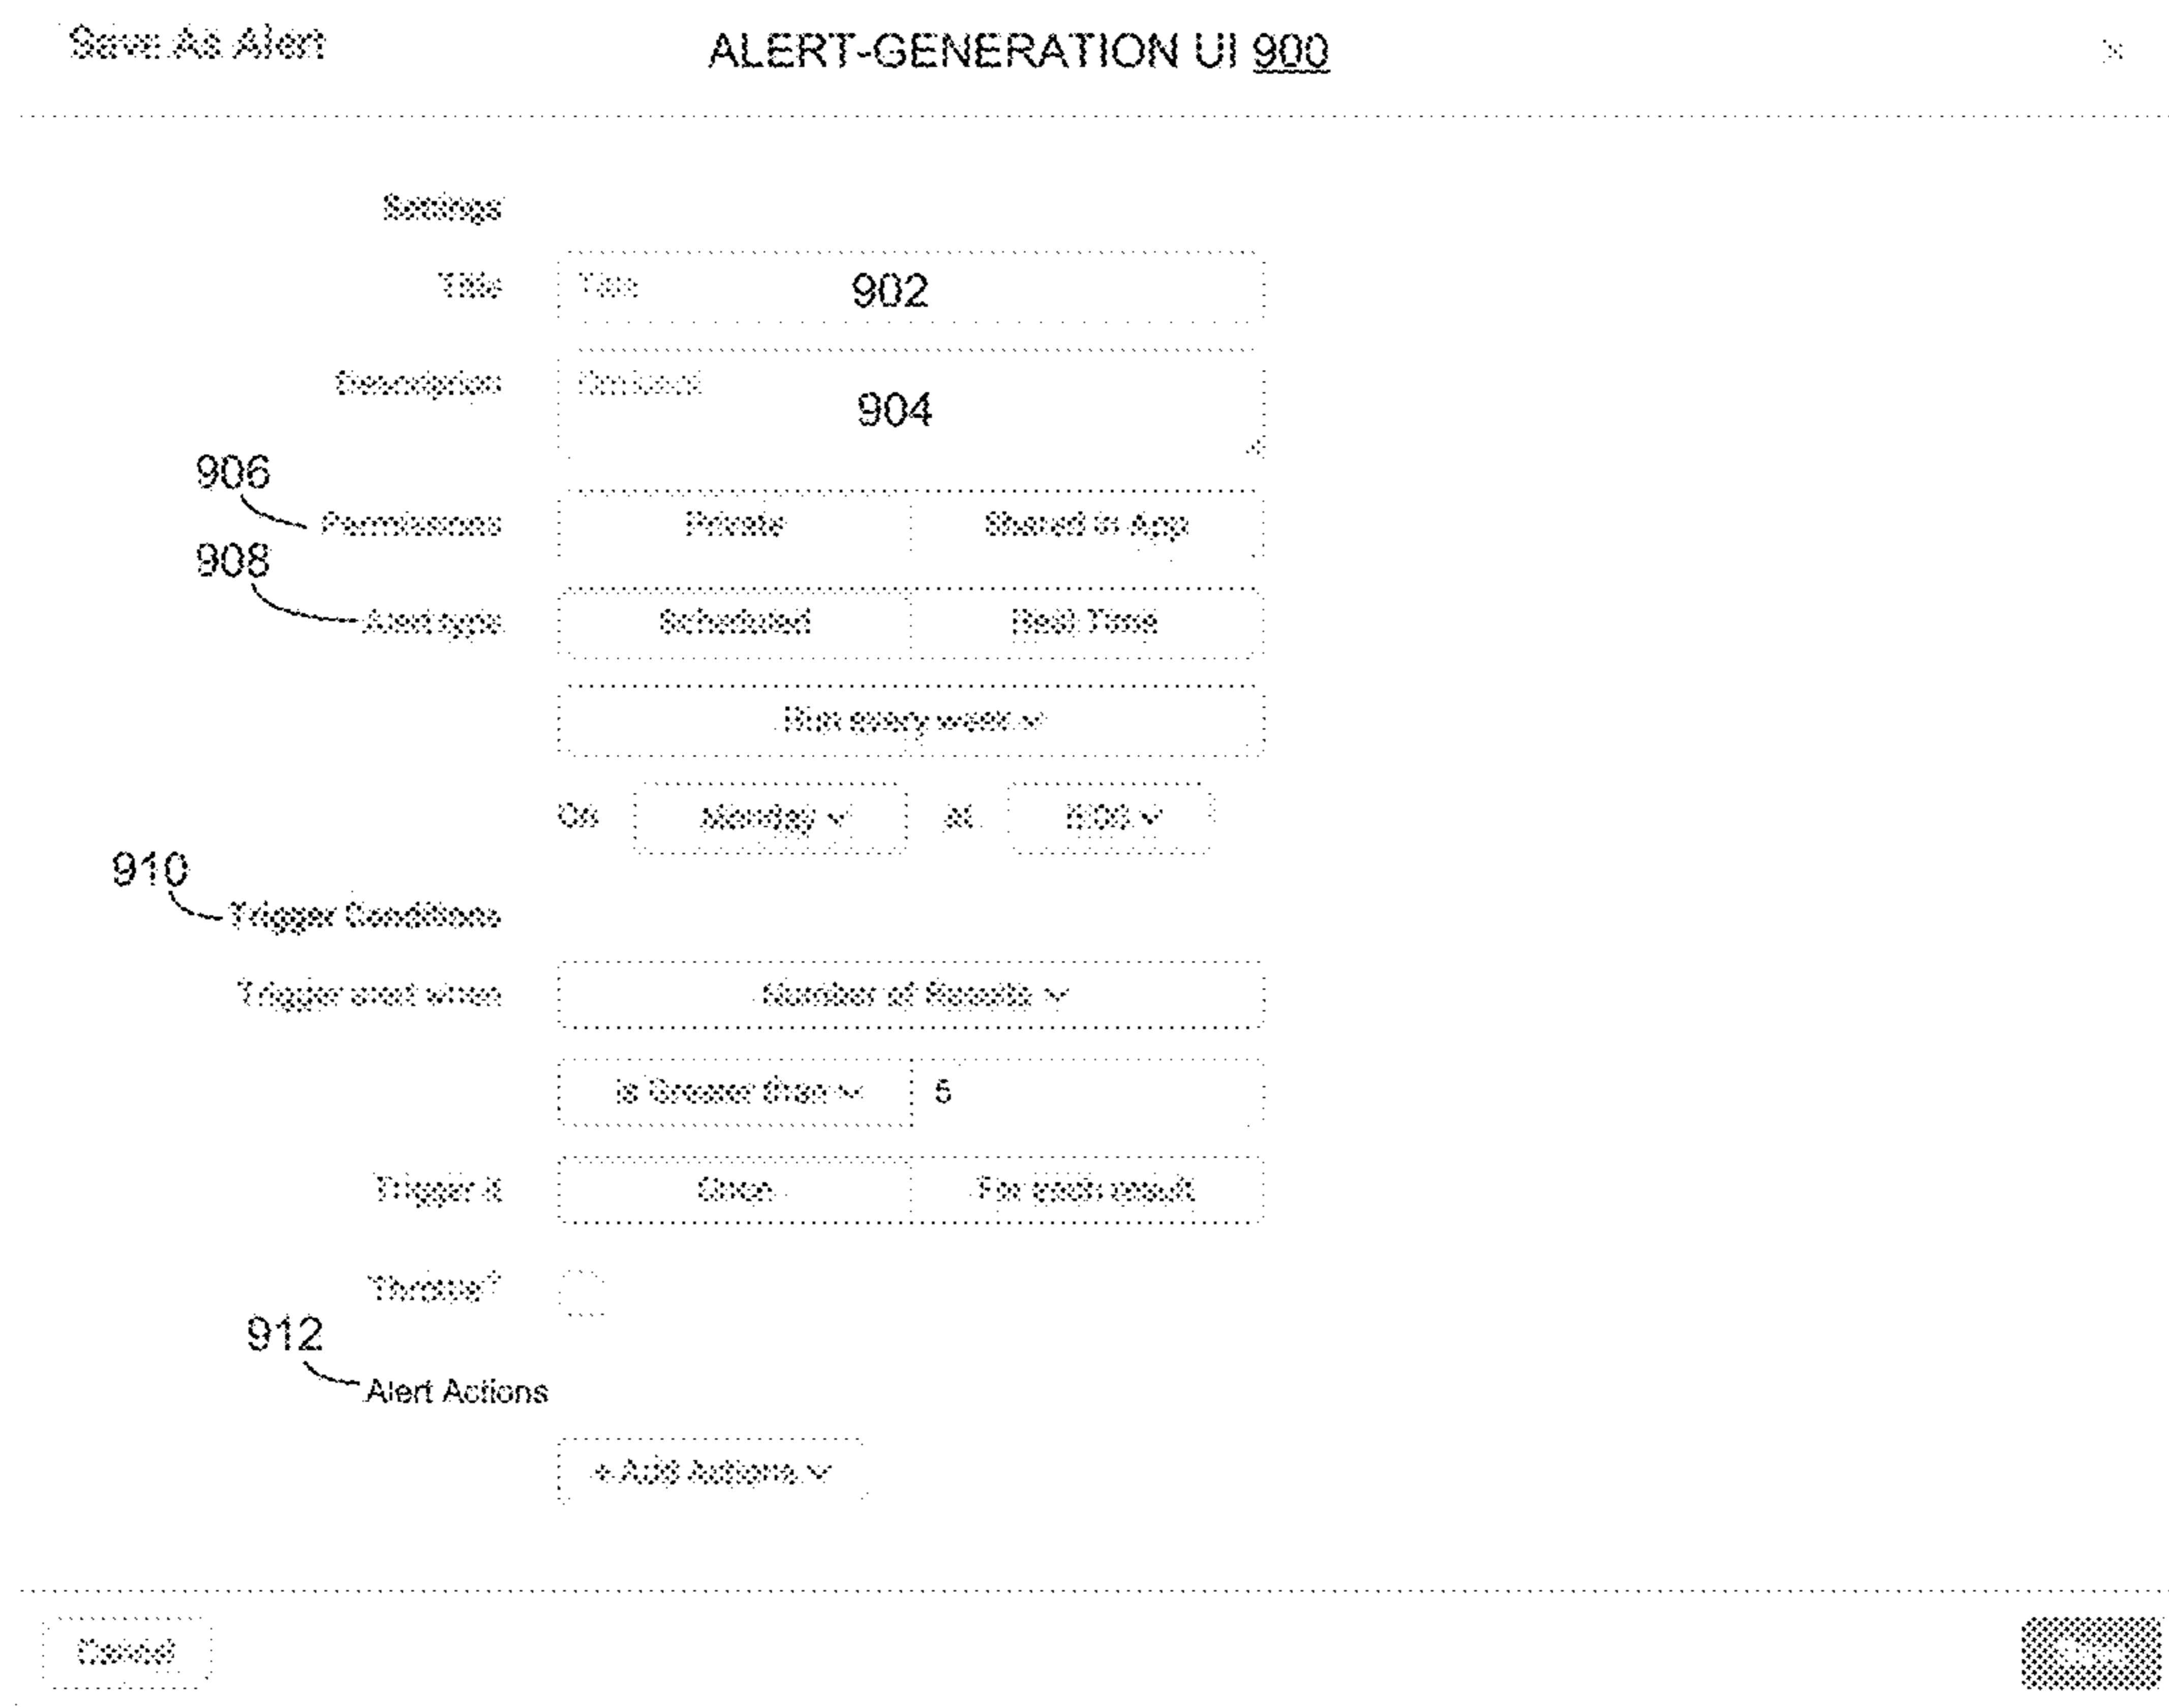 Save As Alert ALERT-GENERATION UI 900 ×
Settings
Title Title 902
Description Optional 904
906
Permissions Private Shared in App
908
Alert type Scheduled Real Time
Run every week
On Monday At
910
Trigger Conditions
Trigger alert when Number of Results
is Greater than 5
Trigger it Once For each result
Throttle?
912
Alert Actions
+ Add Actions
Cancel